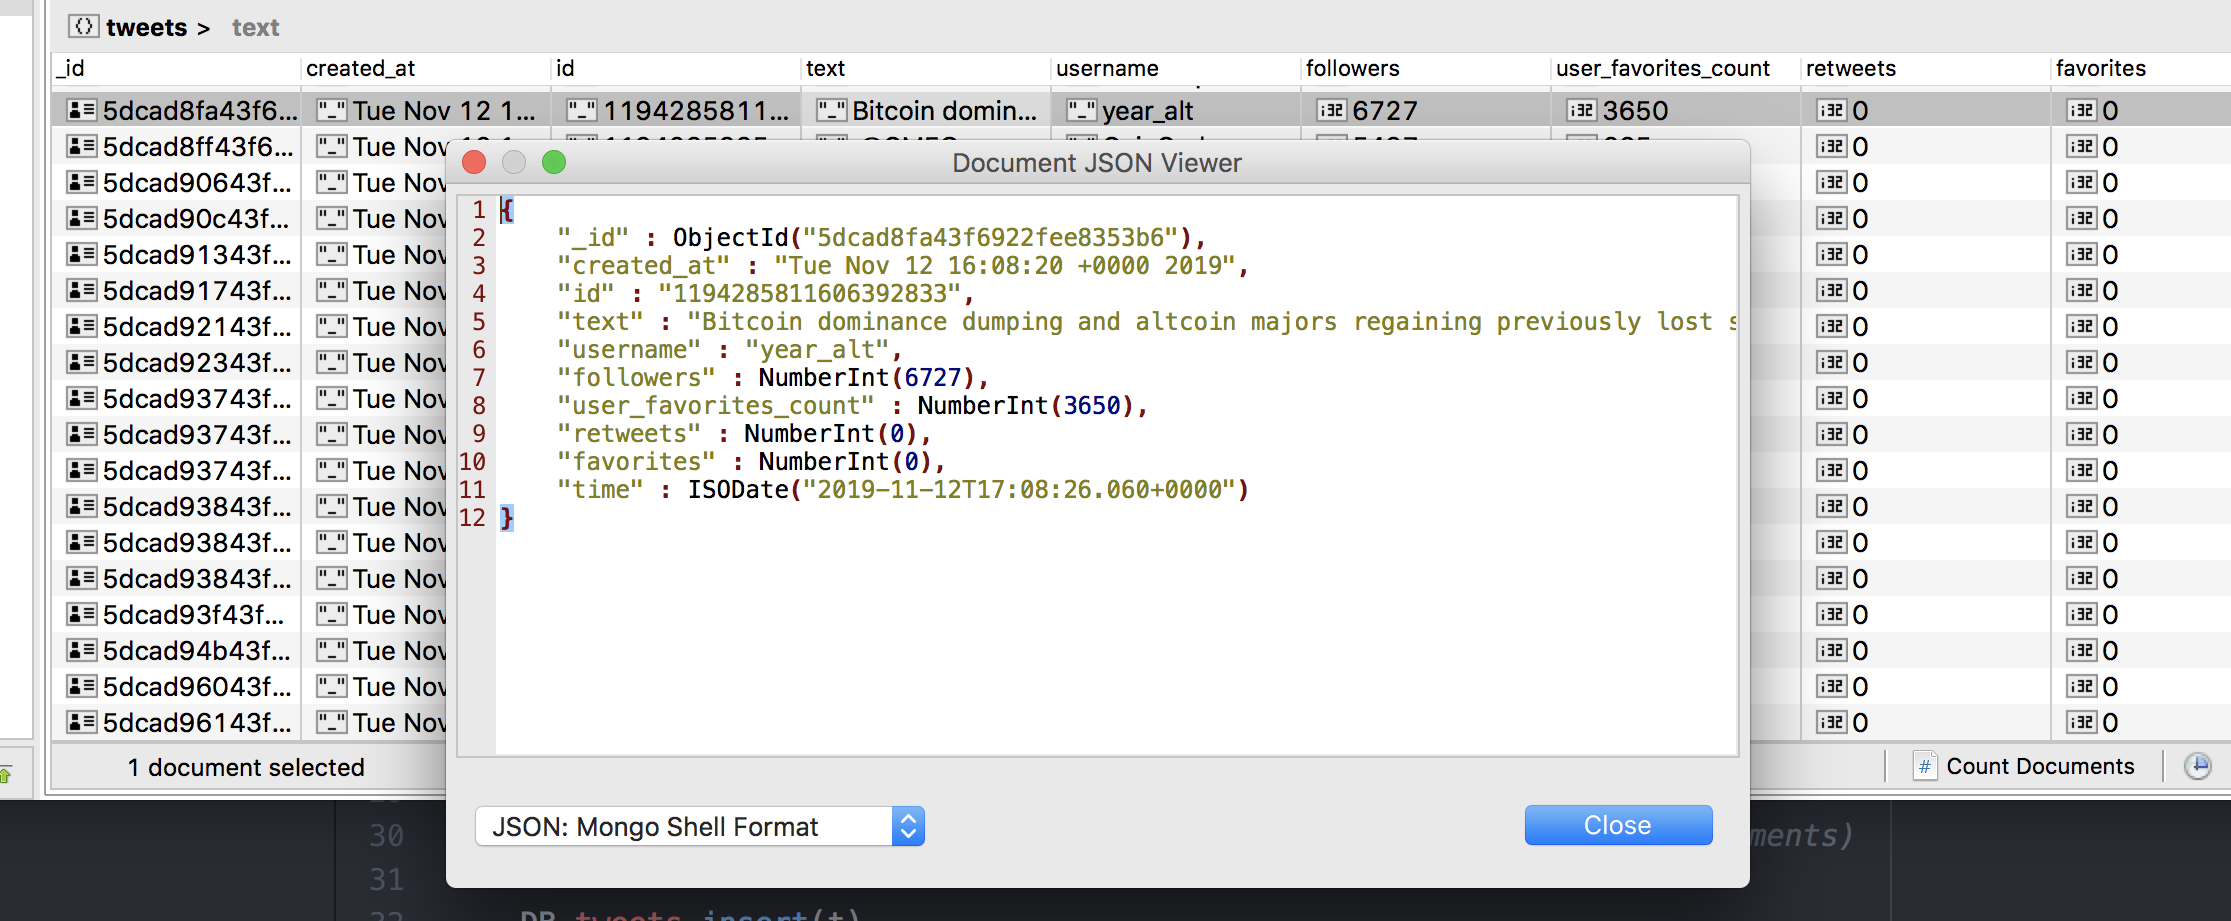 tweets > text
_id created_at id text username followers user_favorites_count retweets favorites
5dcad8fa43f6... Tue Nov 12 1... 1194285811... Bitcoin domin... year_alt 6727 3650 0 0
5dcad8ff43f6... Tue Nov 0 0
5dcad90643f... Tue Nov 0 0
5dcad90c43f... Tue Nov 0 0
5dcad91343f... Tue Nov 0 0
5dcad91743f... Tue Nov 0 0
5dcad92143f... Tue Nov 0 0
5dcad92343f... Tue Nov 0 0
5dcad93743f... Tue Nov 0 0
5dcad93743f... Tue Nov 0 0
5dcad93743f... Tue Nov 0 0
5dcad93843f... Tue Nov 0 0
5dcad93843f... Tue Nov 0 0
5dcad93843f... Tue Nov 0 0
5dcad93f43f... Tue Nov 0 0
5dcad94b43f... Tue Nov 0 0
5dcad96043f... Tue Nov 0 0
5dcad96143f... Tue Nov 0 0
Document JSON Viewer
1 {
2 "_id" : ObjectId("5dcad8fa43f6922fee8353b6"),
3 "created_at" : "Tue Nov 12 16:08:20 +0000 2019",
4 "id" : "1194285811606392833",
5 "text" : "Bitcoin dominance dumping and altcoin majors regaining previously lost s
6 "username" : "year_alt",
7 "followers" : NumberInt(6727),
8 "user_favorites_count" : NumberInt(3650),
9 "retweets" : NumberInt(0),
10 "favorites" : NumberInt(0),
11 "time" : ISODate("2019-11-12T17:08:26.060+0000")
12 }
1 document selected
# Count Documents
JSON: Mongo Shell Format
Close
30 ments)
31
32 DB.tweets.insert(t)